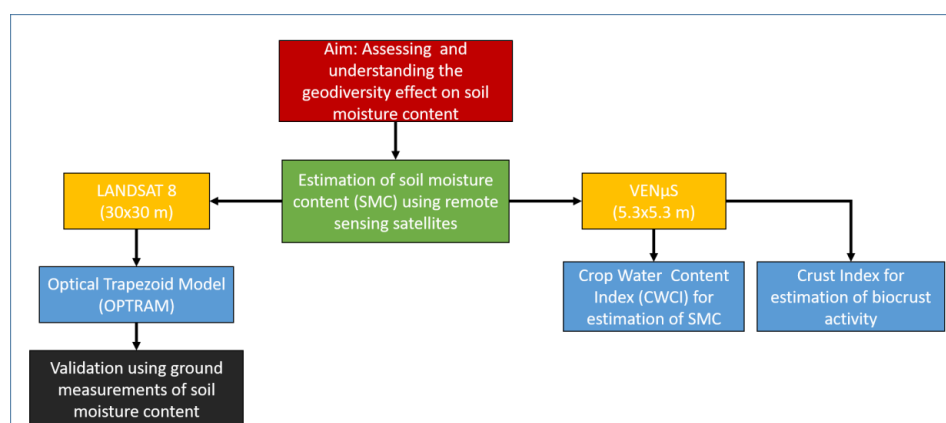 Aim: Assessing and
understanding the
geodiversity effect on soil
moisture content
Estimation of soil moisture
content (SMC) using remote
sensing satellites
LANDSAT 8
(30x30 m)
VENµS
(5.3x5.3 m)
Optical Trapezoid Model
(OPTRAM)
Crop Water Content
Index (CWCI) for
estimation of SMC
Crust Index for
estimation of biocrust
activity
Validation using ground
measurements of soil
moisture content